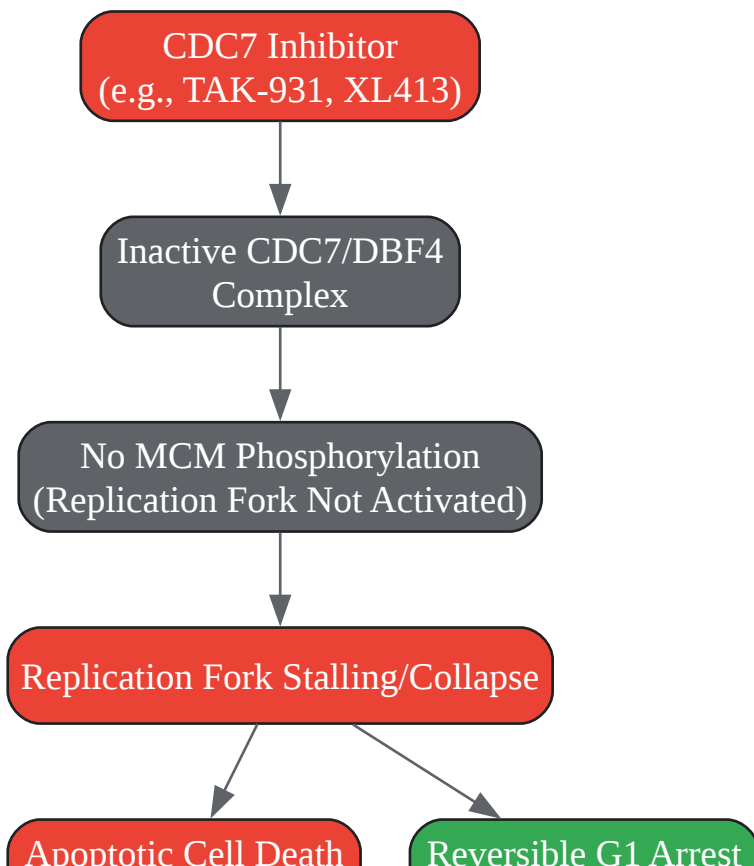 CDC7 Inhibitor
(e.g., TAK-931, XL413)
Inactive CDC7/DBF4
Complex
No MCM Phosphorylation
(Replication Fork Not Activated)
Replication Fork Stalling/Collapse
Apoptotic Cell Death
Reversible G1 Arrest